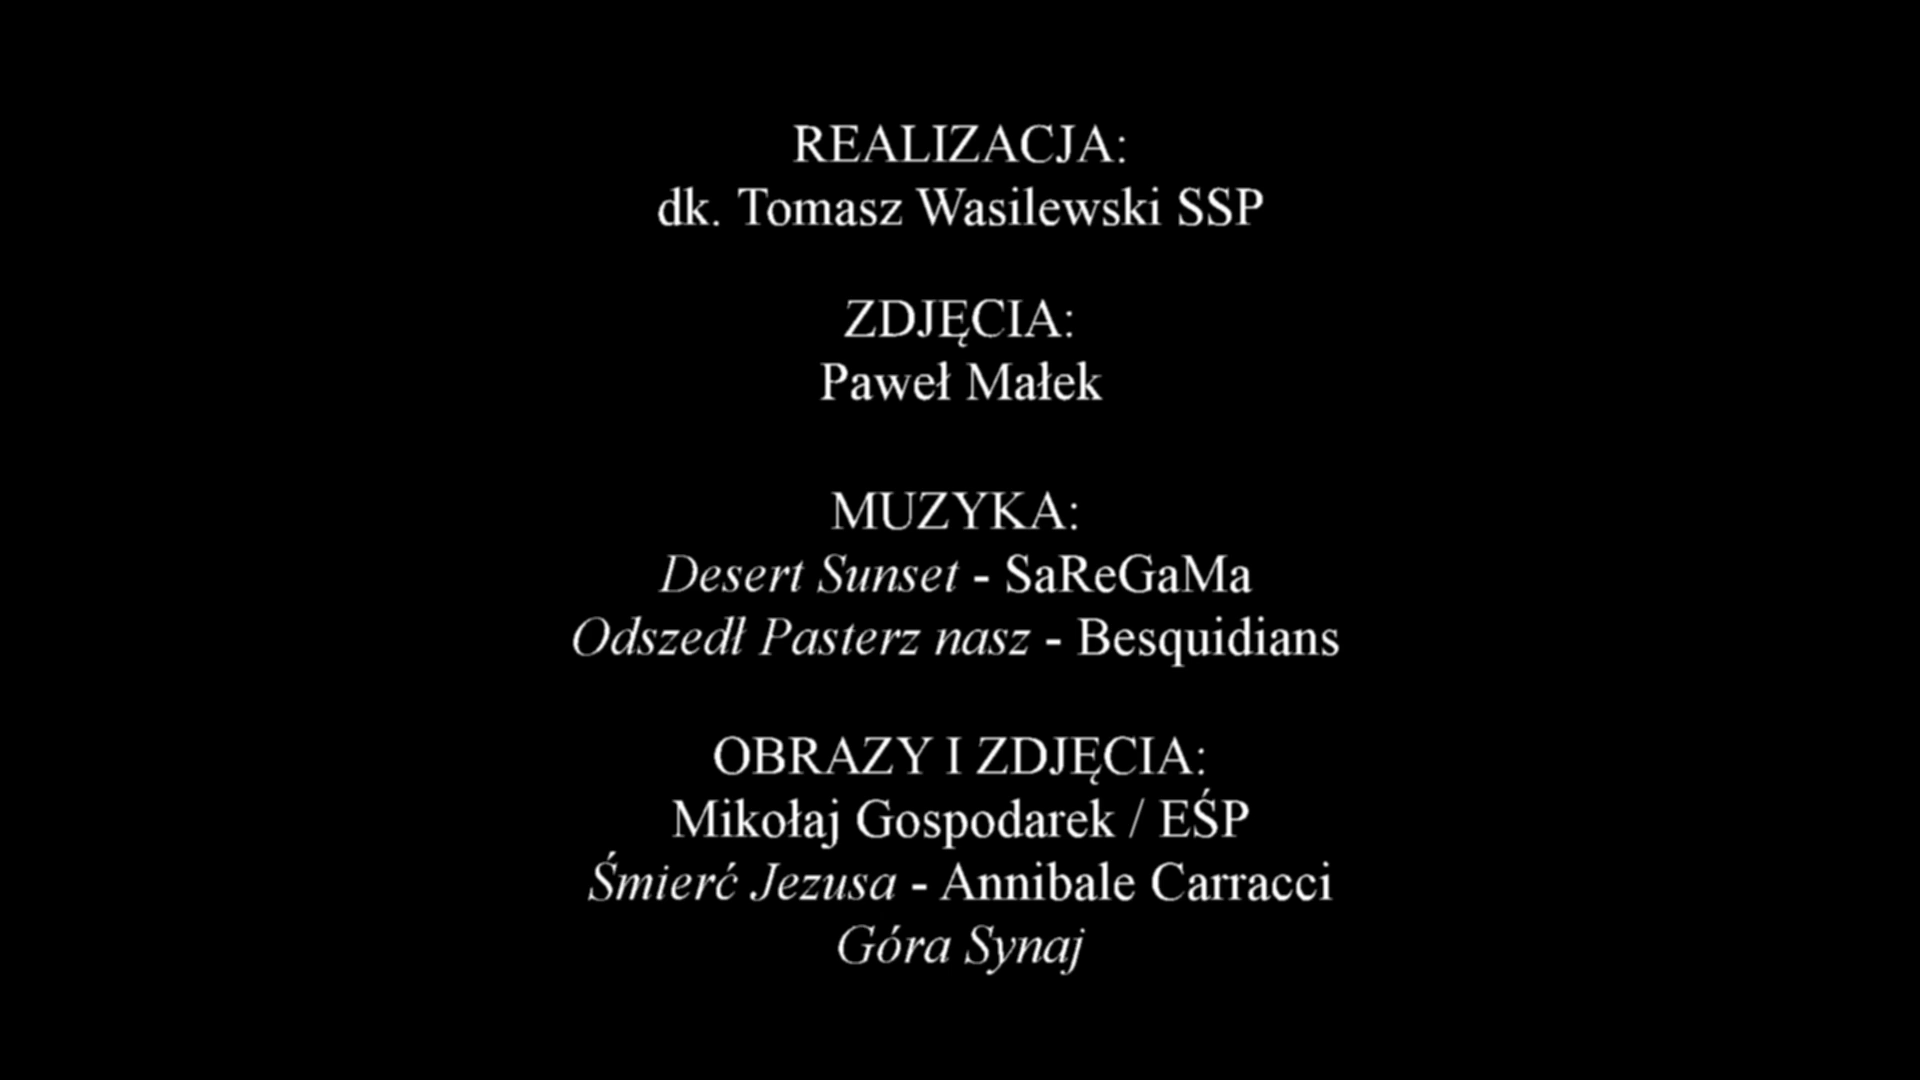 REALIZACJA:
dk. Tomasz Wasilewski SSP
ZDJĘCIA:
Paweł Małek
MUZYKA:
Desert Sunset - SaReGaMa
Odszedł Pasterz nasz - Besquidians
OBRAZY I ZDJĘCIA:
Mikołaj Gospodarek / EŚP
Śmierć Jezusa - Annibale Carracci
Góra Synaj